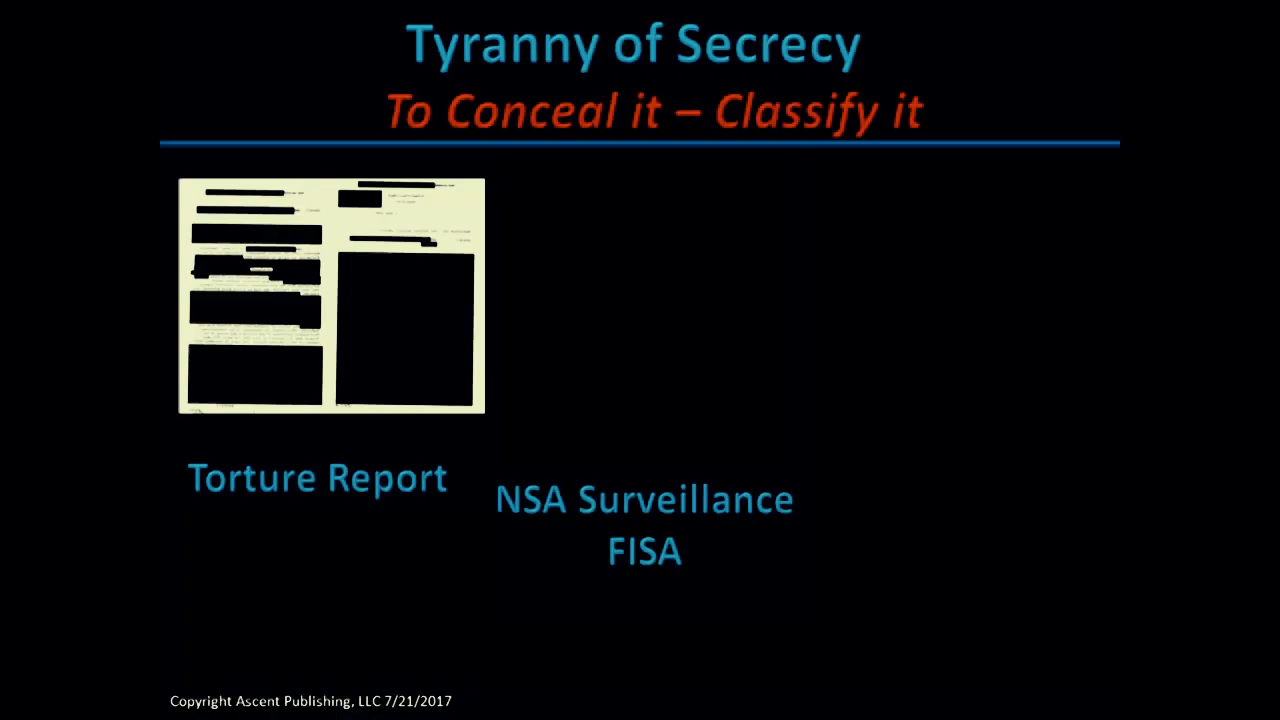 Tyranny of Secrecy
To Conceal it – Classify it
Torture Report
NSA Surveillance
FISA
Copyright Ascent Publishing, LLC 7/21/2017